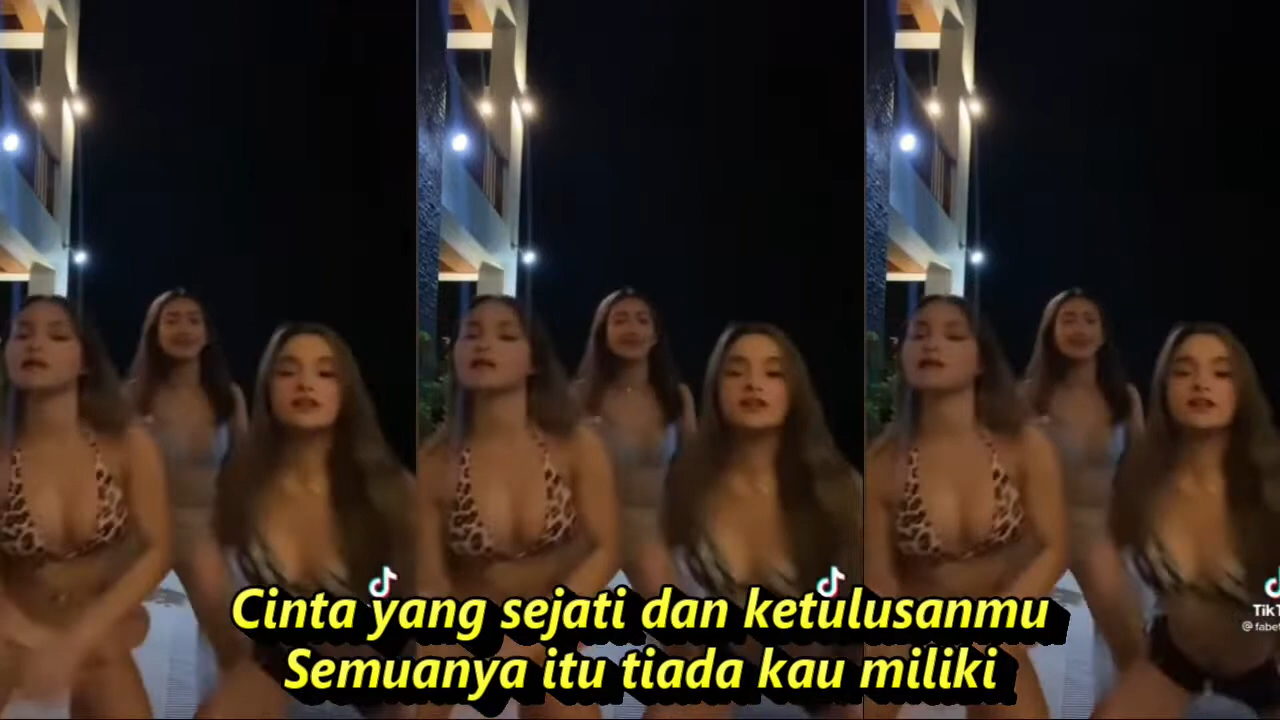 Cinta yang sejati dan ketulusanmu
Semuanya itu tiada kau miliki